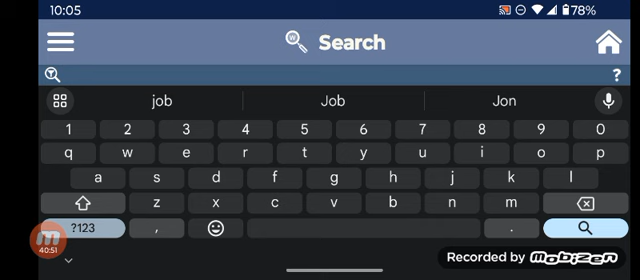 10:05 78%
W Search
?
job Job Jon
1 2 3 4 5 6 7 8 9 0
q w e r t y u i o p
a s d f g h j k l
z x c v b n m
?123 , .
40:51
Recorded by Mobizen